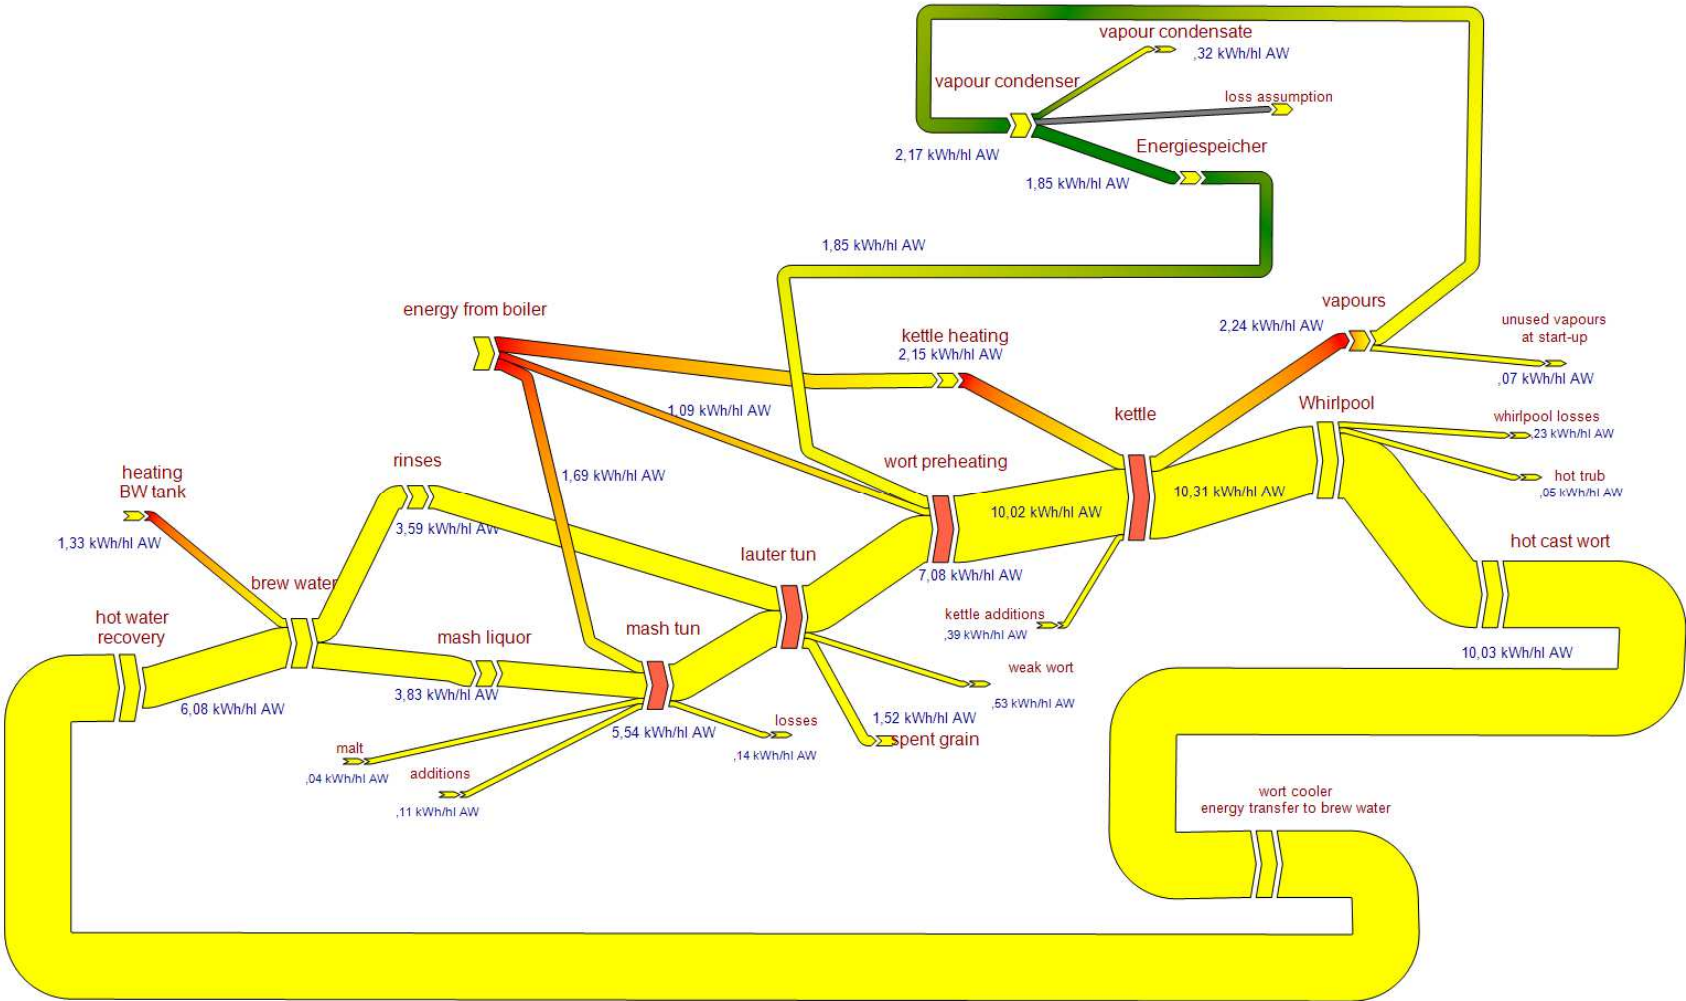 vapour condensate
,32 kWh/hl AW
vapour condenser
loss assumption
2,17 kWh/hl AW
Energiespeicher
1,85 kWh/hl AW
1,85 kWh/hl AW
energy from boiler
kettle heating
2,15 kWh/hl AW
vapours
2,24 kWh/hl AW
unused vapours
at start-up
,07 kWh/hl AW
1,09 kWh/hl AW
kettle
Whirlpool
whirlpool losses
,23 kWh/hl AW
hot trub
,05 kWh/hl AW
heating
BW tank
1,33 kWh/hl AW
rinses
3,59 kWh/hl AW
1,69 kWh/hl AW
wort preheating
10,02 kWh/hl AW
10,31 kWh/hl AW
7,08 kWh/hl AW
hot cast wort
10,03 kWh/hl AW
lauter tun
brew water
hot water
recovery
6,08 kWh/hl AW
mash liquor
3,83 kWh/hl AW
mash tun
5,54 kWh/hl AW
kettle additions
,39 kWh/hl AW
weak wort
,53 kWh/hl AW
1,52 kWh/hl AW
spent grain
losses
,14 kWh/hl AW
malt
,04 kWh/hl AW
additions
,11 kWh/hl AW
wort cooler
energy transfer to brew water